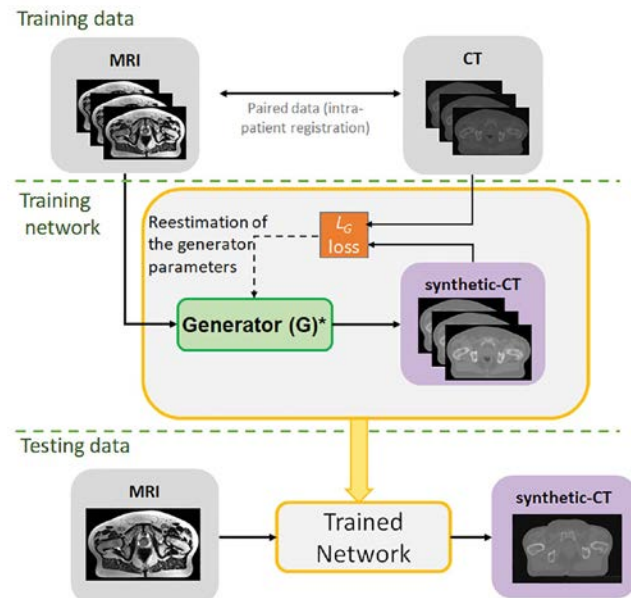 Training data
MRI
CT
Paired data (intra-
patient registration)
Training
network
Reestimation of
the generaton
parameters
L_G
loss
synthetic-CT
Generator (G)*
Testing data
MRI
Trained
Network
synthetic-CT